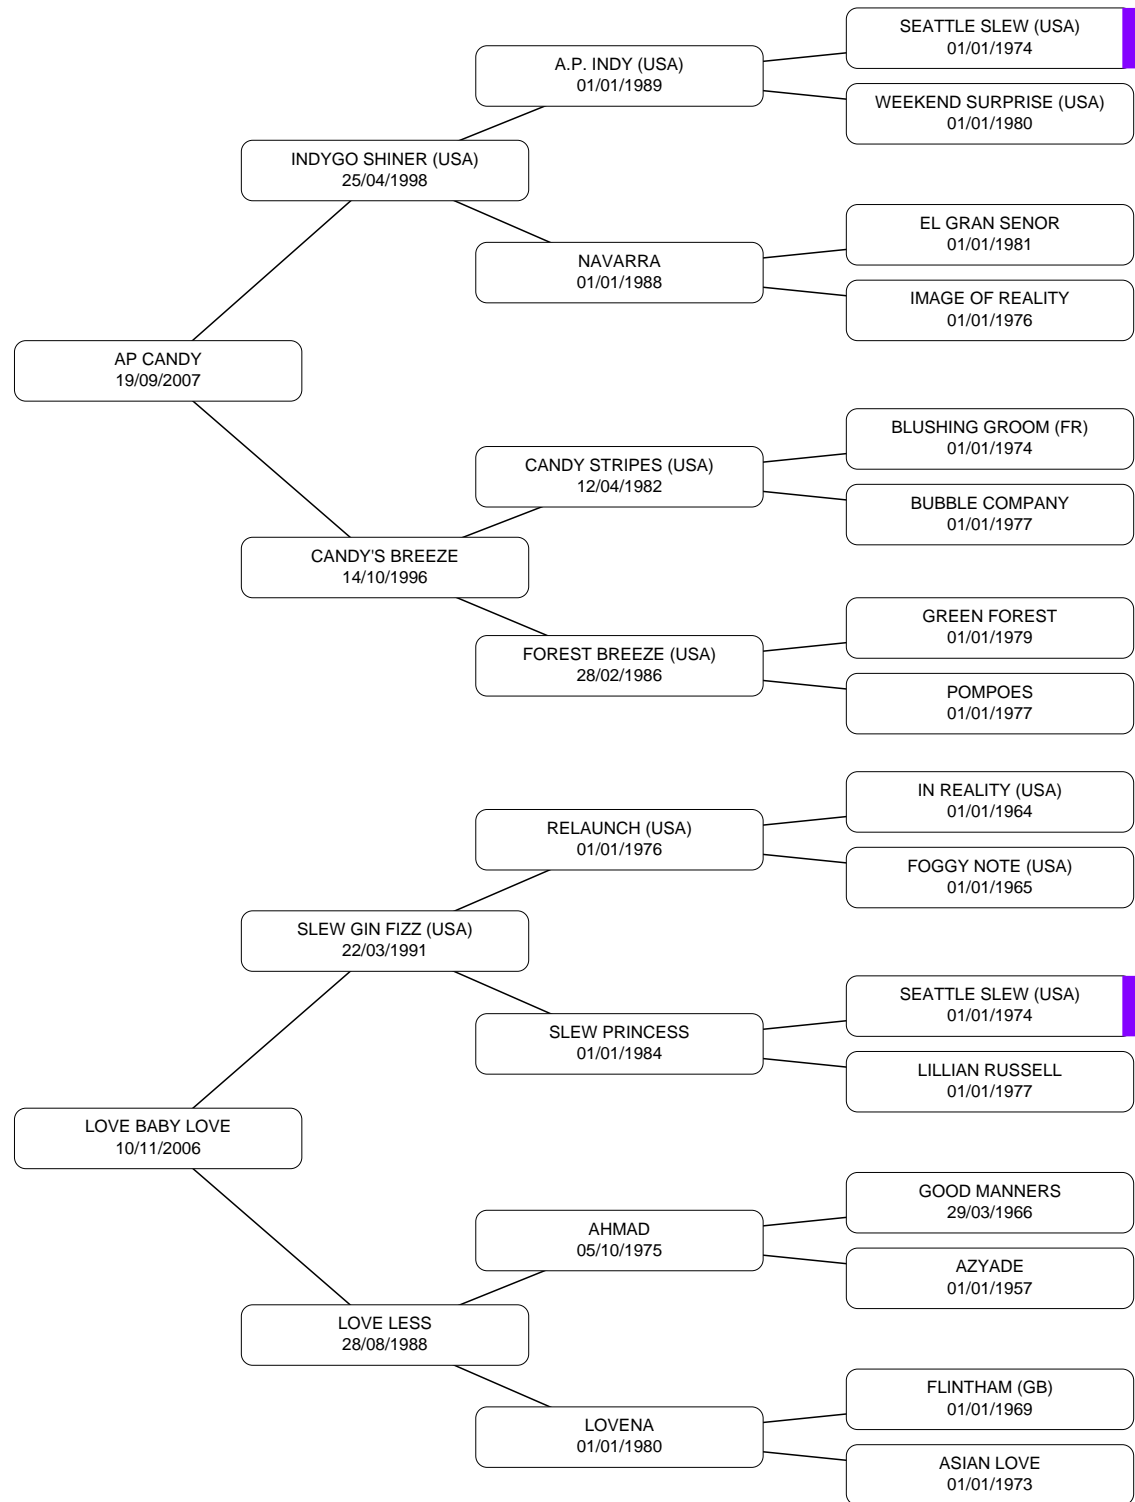 SEATTLE SLEW (USA)
01/01/1974
A.P. INDY (USA)
01/01/1989
WEEKEND SURPRISE (USA)
01/01/1980
INDYGO SHINER (USA)
25/04/1998
EL GRAN SENOR
01/01/1981
NAVARRA
01/01/1988
IMAGE OF REALITY
01/01/1976
AP CANDY
19/09/2007
BLUSHING GROOM (FR)
01/01/1974
CANDY STRIPES (USA)
12/04/1982
BUBBLE COMPANY
01/01/1977
CANDY'S BREEZE
14/10/1996
GREEN FOREST
01/01/1979
FOREST BREEZE (USA)
28/02/1986
POMPOES
01/01/1977
IN REALITY (USA)
01/01/1964
RELAUNCH (USA)
01/01/1976
FOGGY NOTE (USA)
01/01/1965
SLEW GIN FIZZ (USA)
22/03/1991
SEATTLE SLEW (USA)
01/01/1974
SLEW PRINCESS
01/01/1984
LILLIAN RUSSELL
01/01/1977
LOVE BABY LOVE
10/11/2006
GOOD MANNERS
29/03/1966
AHMAD
05/10/1975
AZYADE
01/01/1957
LOVE LESS
28/08/1988
FLINTHAM (GB)
01/01/1969
LOVENA
01/01/1980
ASIAN LOVE
01/01/1973